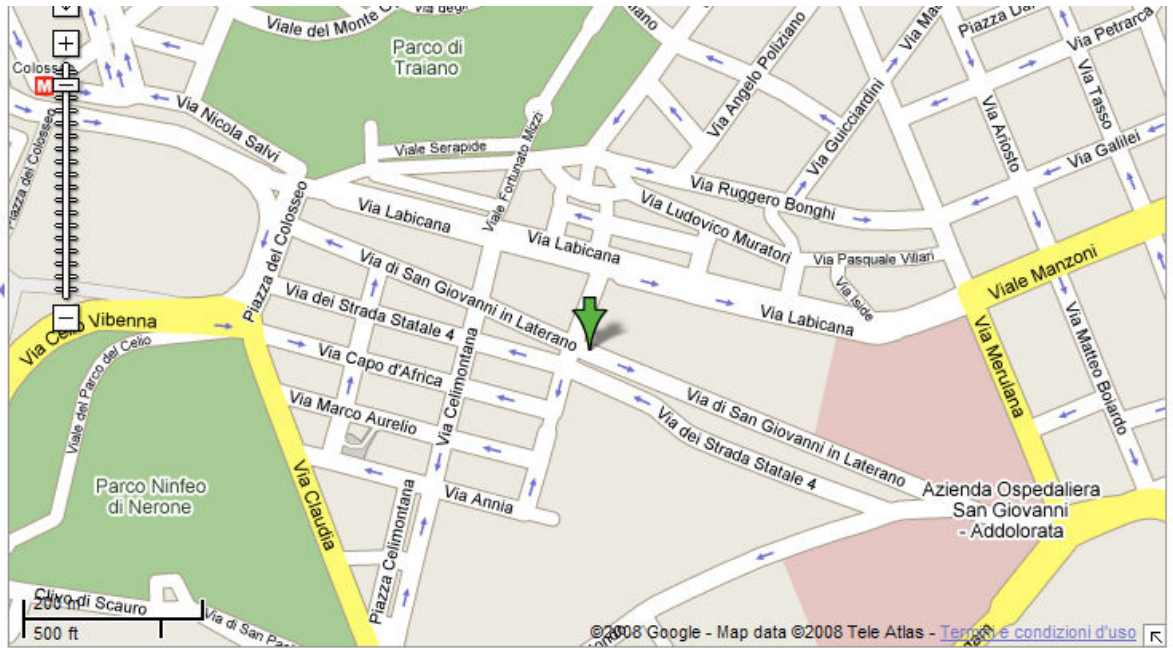 Viale del Monte
Via degli
Parco di
Traiano
Colosseo
M
Piazza del Colosseo
Via Nicola Salvi
Viale Serapide
Viale Fortunato Mizzi
Via Angelo Poliziano
Via Guicciardini
Via Petrarca
Via Tasso
Via Ariosto
Via Galilei
Via Ruggero Bonghi
Via Ludovico Muratori
Via Labicana
Via Labicana
Via Labicana
Via Pasquale Villari
Via Iside
Viale Manzoni
Piazza del Colosseo
Via di San Giovanni in Laterano
Via dei Strada Statale 4
Via Capo d'Africa
Via Marco Aurelio
Via Celimontana
Via Annia
Piazza Celimontana
Via Claudia
Via Celio Vibenna
Viale del Parco del Celio
Parco Ninfeo
di Nerone
Via di San Giovanni in Laterano
Via dei Strada Statale 4
Via Merulana
Via Matteo Boiardo
Azienda Ospedaliera
San Giovanni
- Addolorata
Clivo di Scauro
Via di San Pa
200 m
500 ft
©2008 Google - Map data ©2008 Tele Atlas - Termini e condizioni d'uso